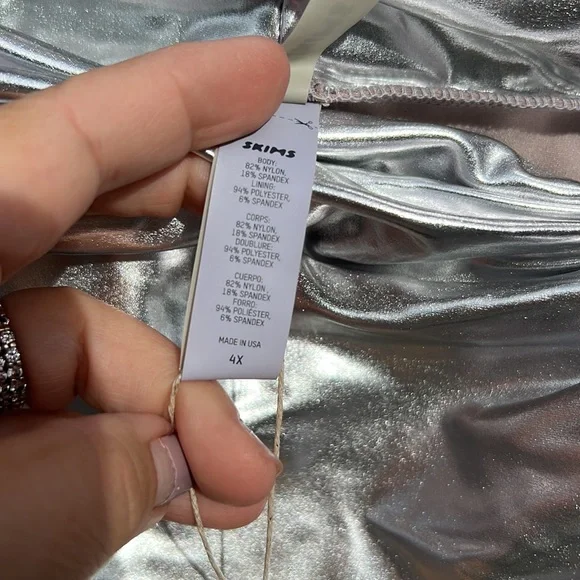 SKIMS
BODY:
82% NYLON,
18% SPANDEX
LINING:
94% POLYESTER,
6% SPANDEX
CORPS:
82% NYLON,
18% SPANDEX
DOUBLURE:
94% POLYESTER,
6% SPANDEX
CUERPO:
82% NYLON,
18% SPANDEX
FORRO:
94% POLIÉSTER,
6% SPANDEX
MADE IN USA
4X